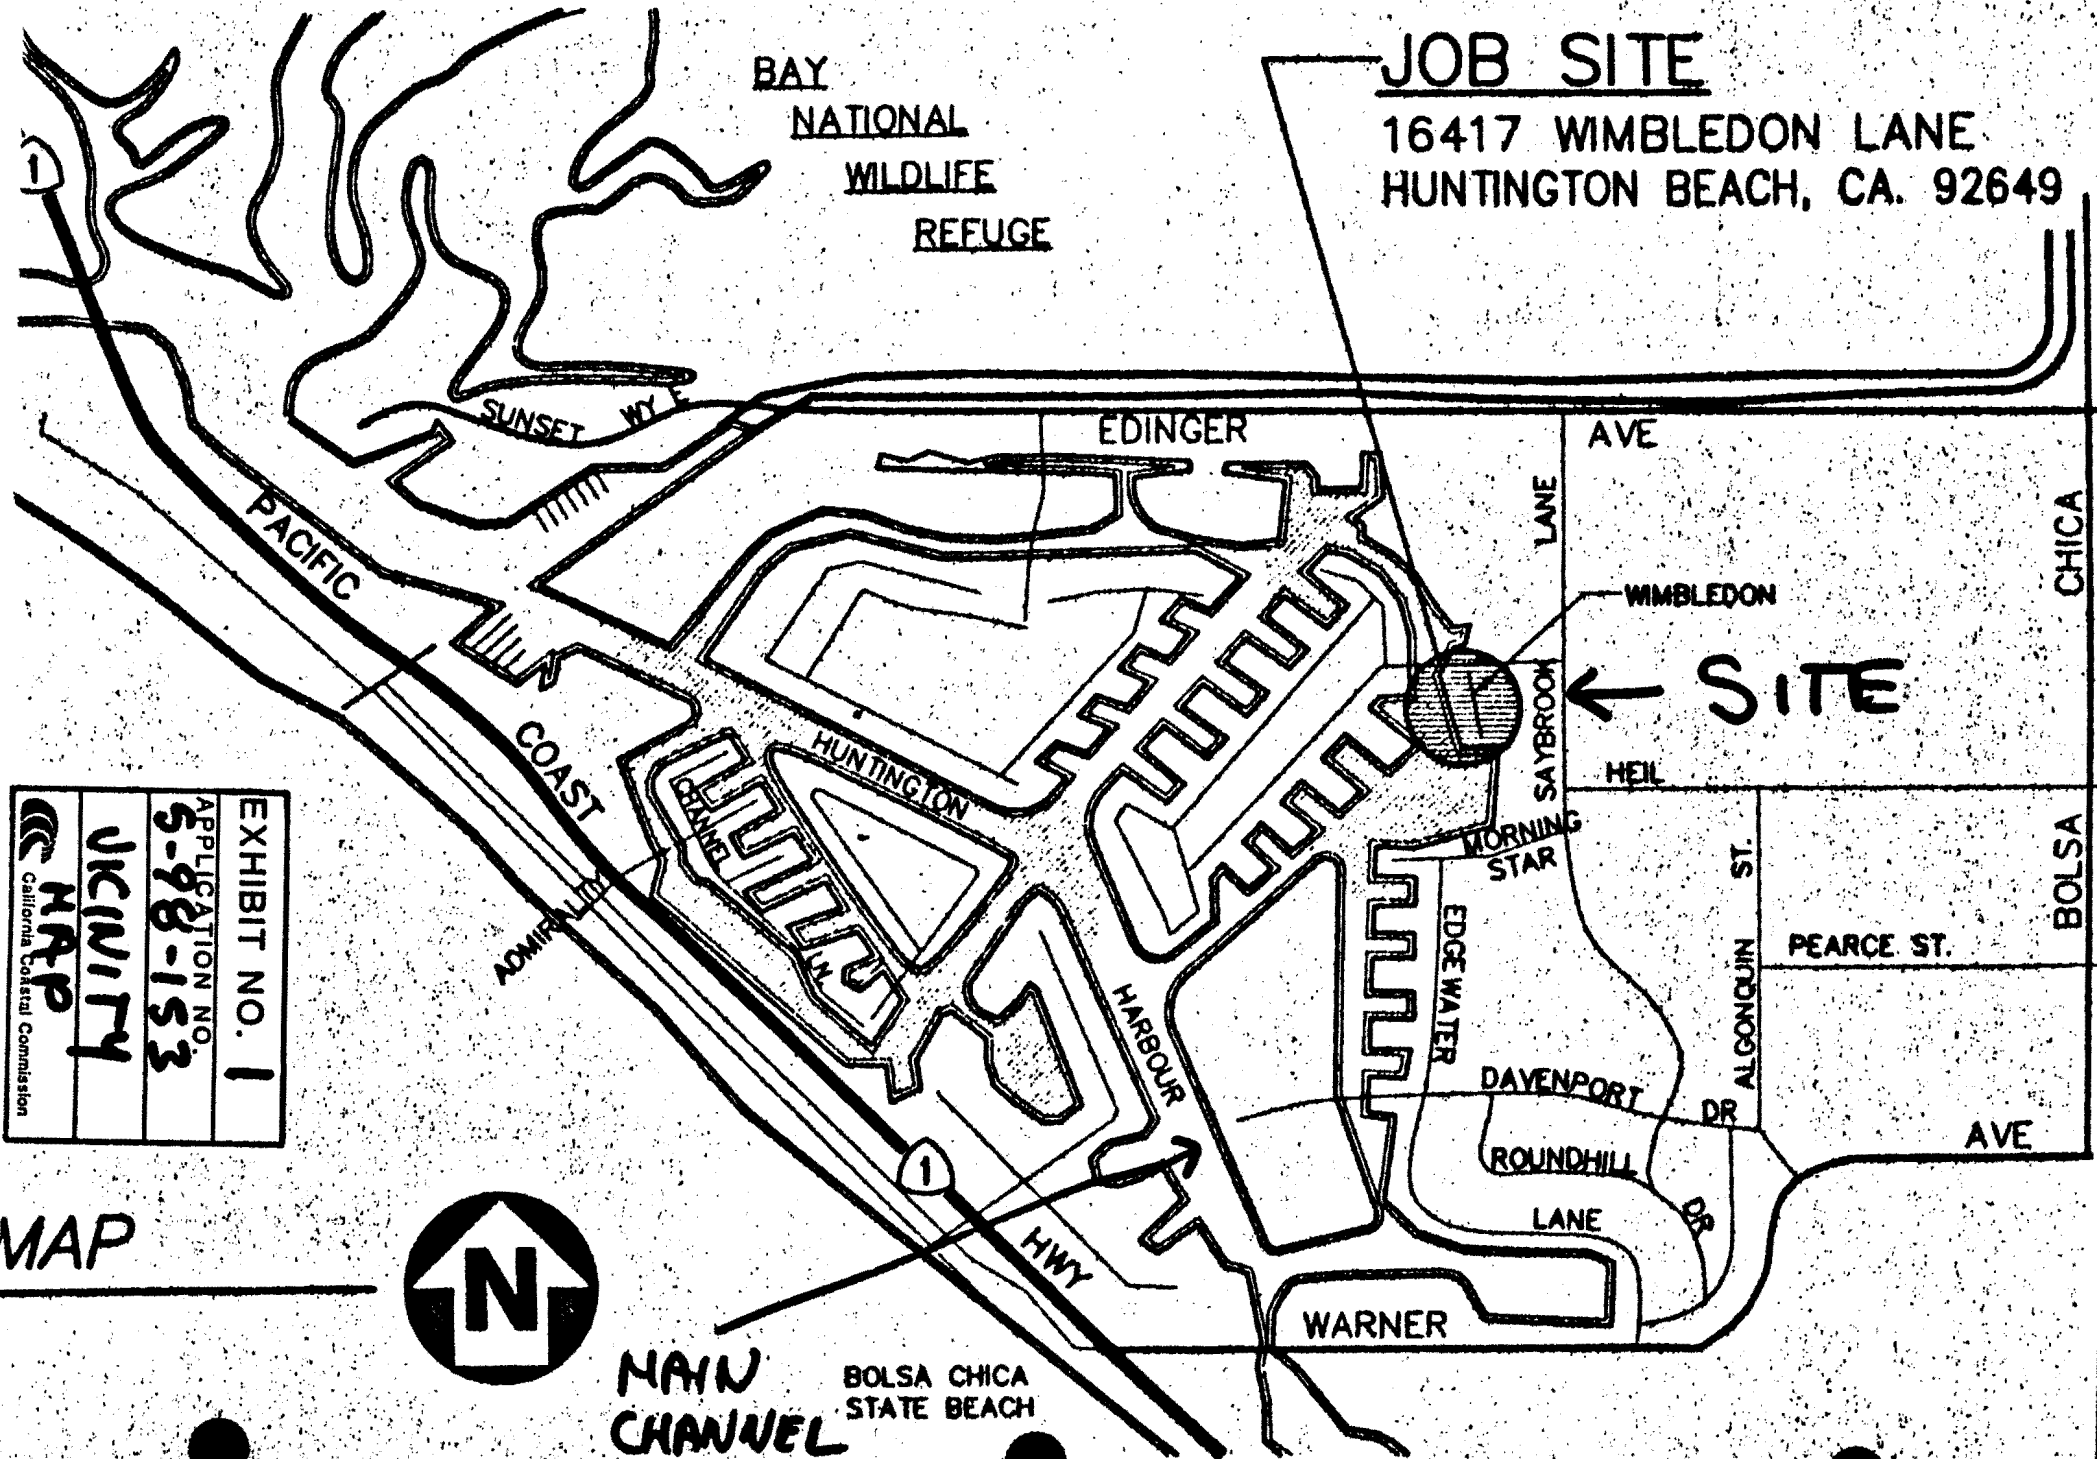 BAY
NATIONAL
WILDLIFE
REFUGE
JOB SITE
16417 WIMBLEDON LANE
HUNTINGTON BEACH, CA. 92649
1
SUNSET WY E
EDINGER AVE
PACIFIC
COAST
HWY
1
LANE
SAYBROOK
WIMBLEDON
← SITE
CHICA
BOLSA
HUNTINGTON
HARBOUR
CHANNEL
LN
ADMIRALTY
HEIL
MORNING
STAR
EDGEWATER
LANE
ALGONQUIN ST.
PEARCE ST.
DAVENPORT DR
ROUNDHILL
DR
WARNER
AVE
EXHIBIT NO. 1
APPLICATION NO.
5-98-153
VICINITY
MAP
California Coastal Commission
MAP
N
MAIN
CHANNEL
BOLSA CHICA
STATE BEACH